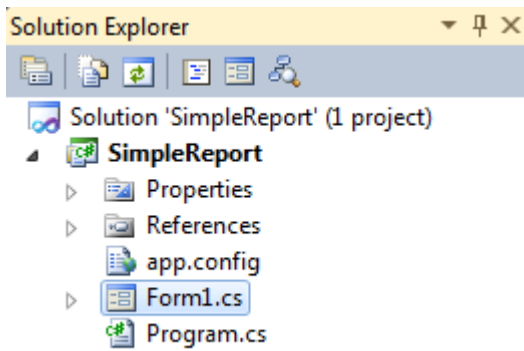 Solution Explorer
Solution 'SimpleReport' (1 project)
SimpleReport
Properties
References
app.config
Form1.cs
Program.cs